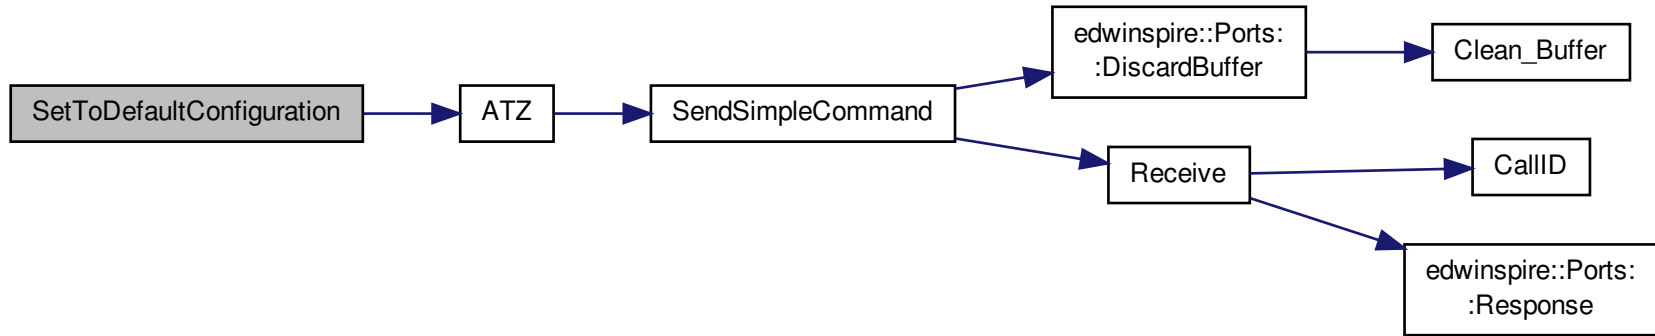 SetToDefaultConfiguration
ATZ
SendSimpleCommand
edwinspire::Ports:
:DiscardBuffer
Clean_Buffer
Receive
CallID
edwinspire::Ports:
:Response